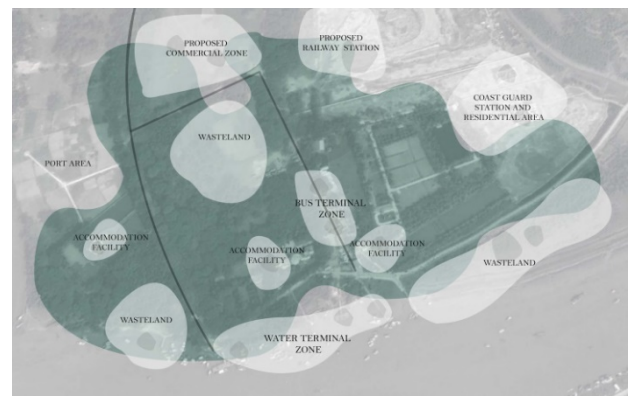 PROPOSED
COMMERCIAL ZONE
PROPOSED
RAILWAY STATION
COAST GUARD
STATION AND
RESIDENTIAL AREA
WASTELAND
PORT AREA
BUS TERMINAL
ZONE
ACCOMMODATION
FACILITY
ACCOMMODATION
FACILITY
ACCOMMODATION
FACILITY
WASTELAND
WASTELAND
WATER TERMINAL
ZONE